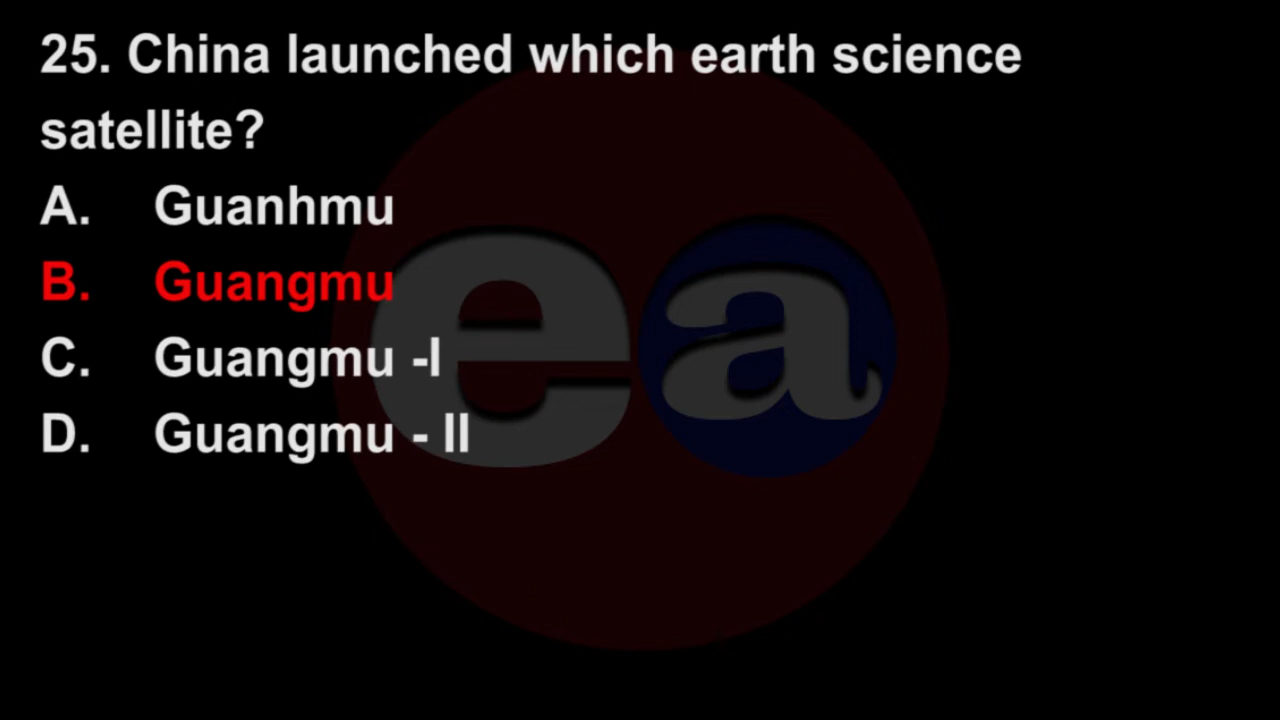 25. China launched which earth science
satellite?
A. Guanhmu
B. Guangmu
C. Guangmu -I
D. Guangmu - II
ea